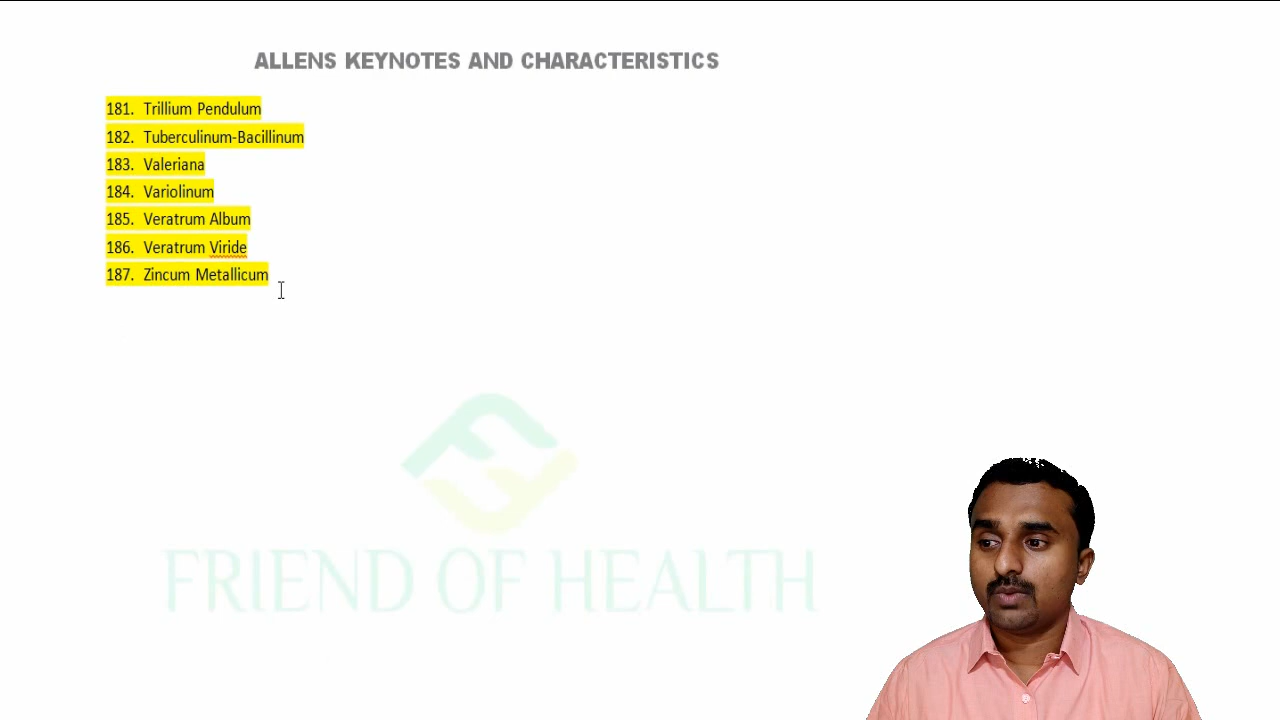 ALLENS KEYNOTES AND CHARACTERISTICS
181. Trillium Pendulum
182. Tuberculinum-Bacillinum
183. Valeriana
184. Variolinum
185. Veratrum Album
186. Veratrum Viride
187. Zincum Metallicum
FRIEND OF HEALTH